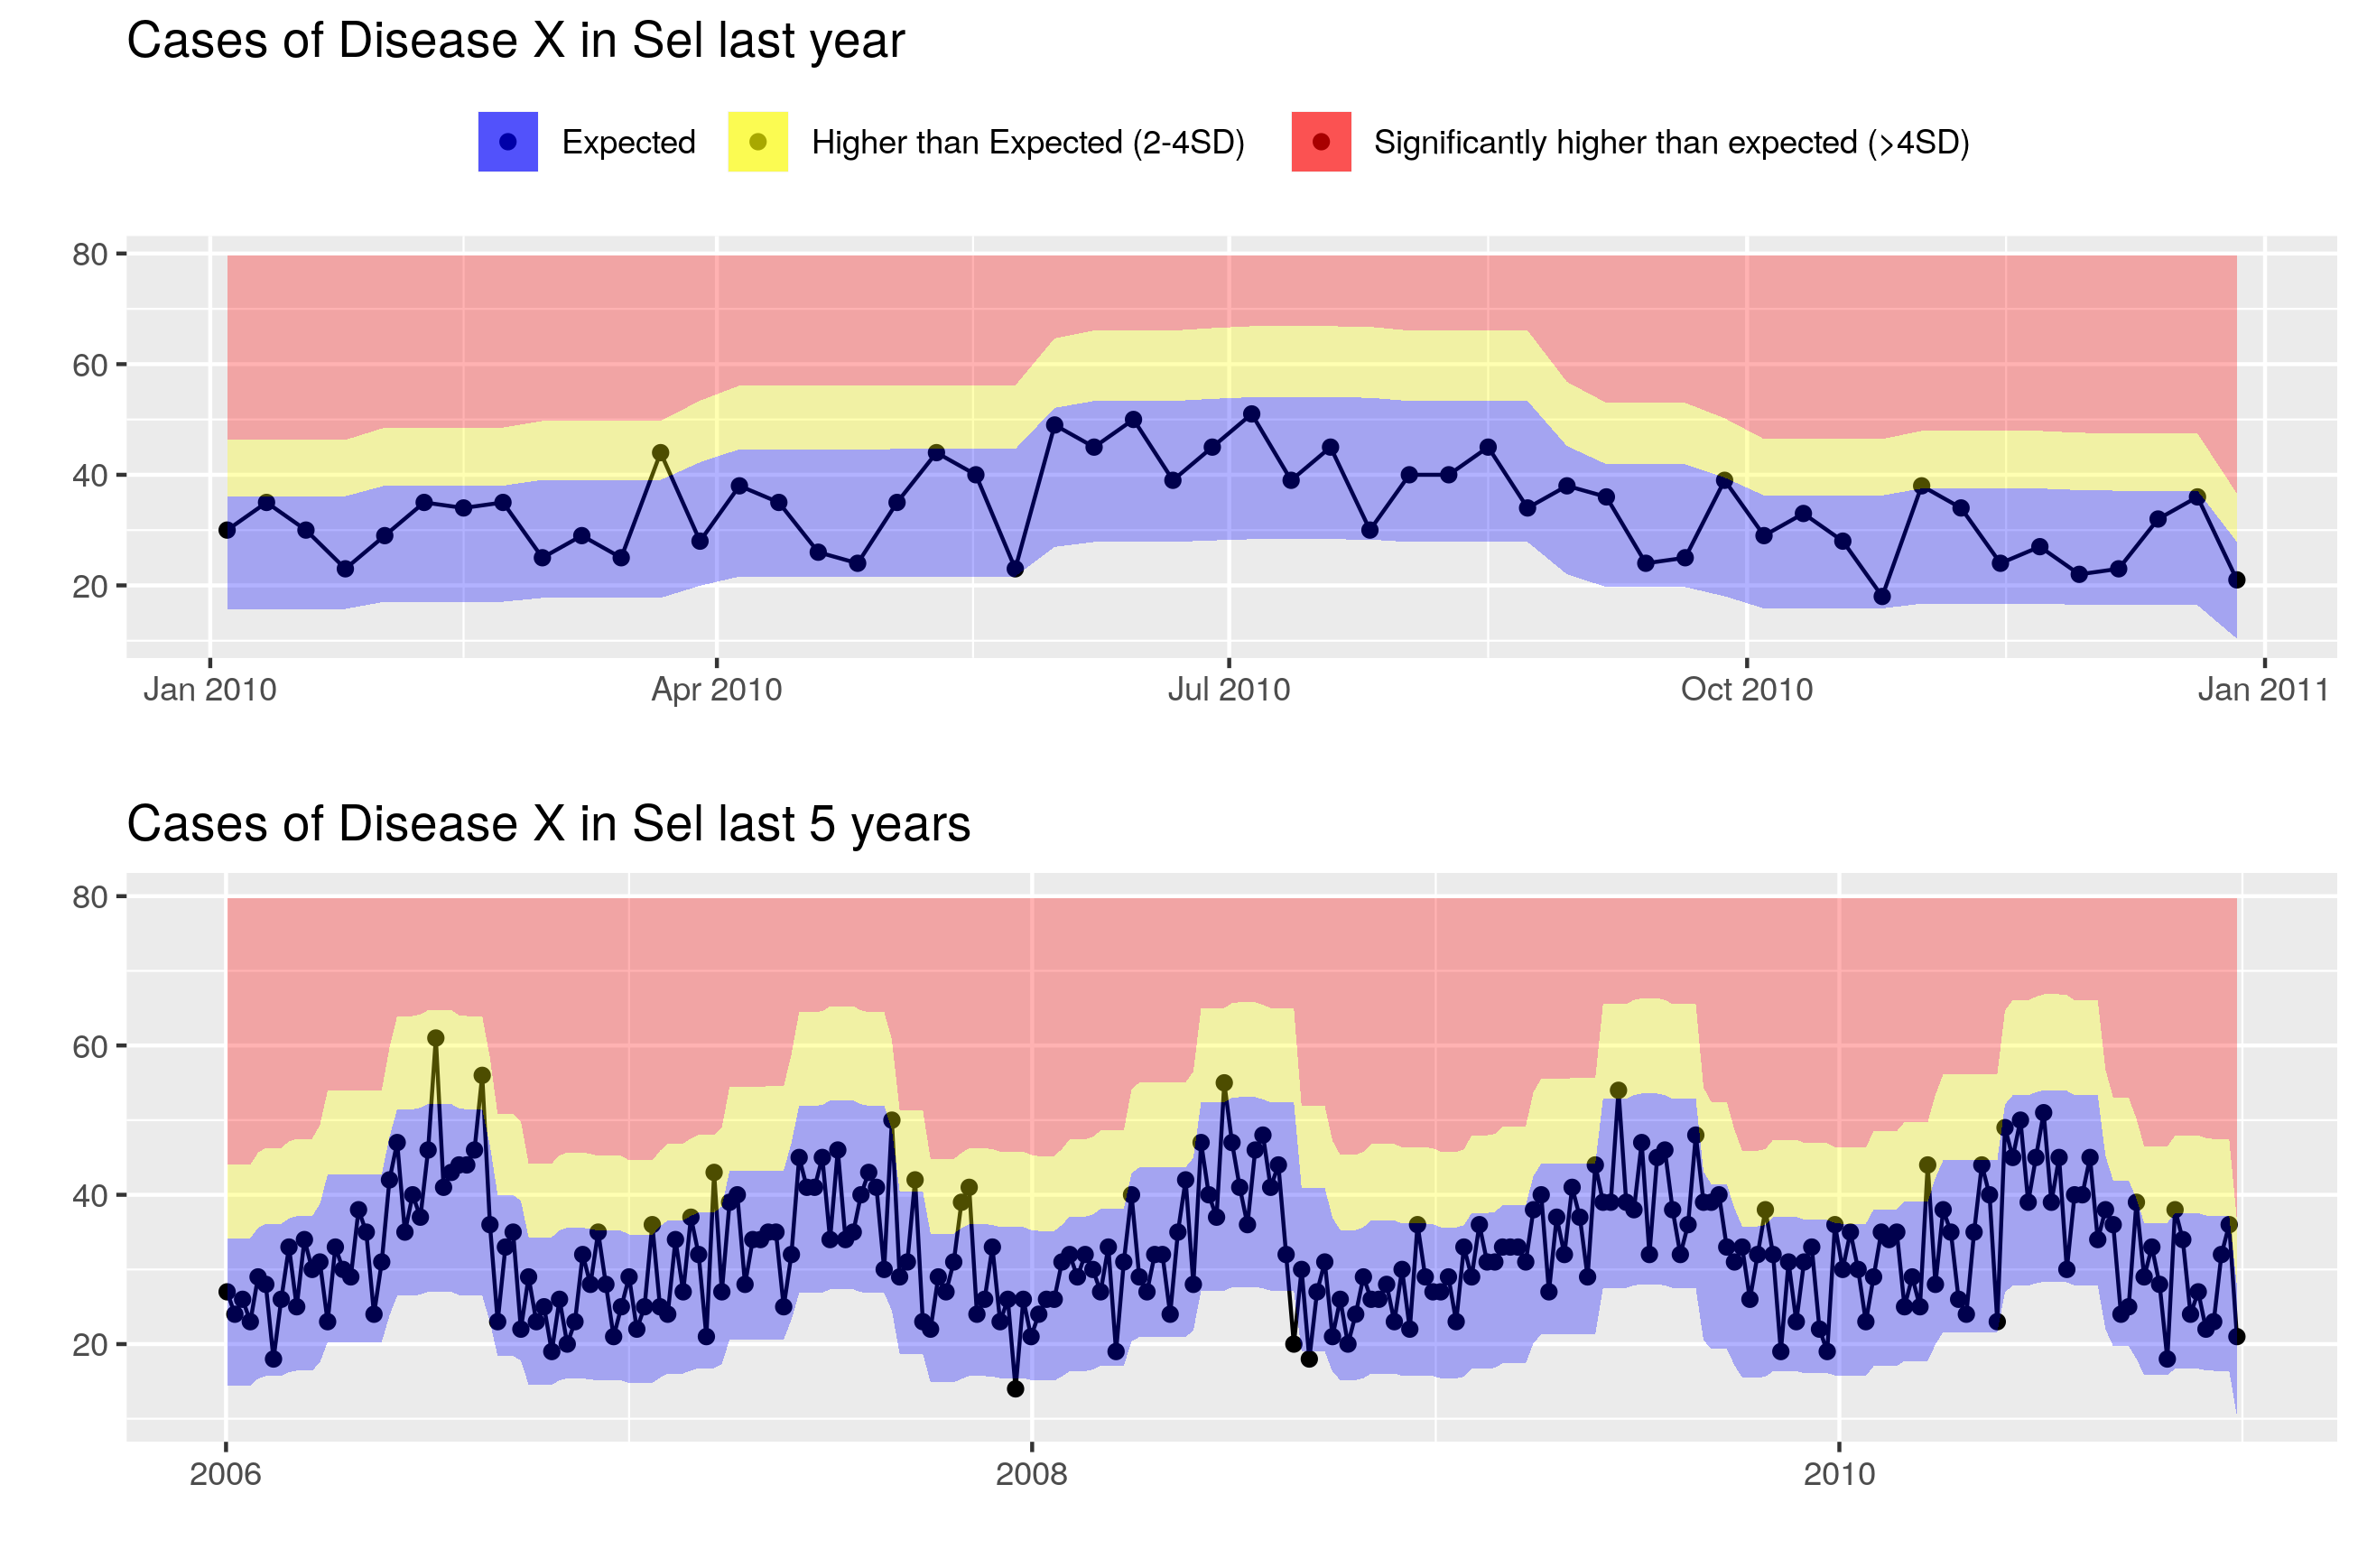 Cases of Disease X in Sel last year
Expected Higher than Expected (2-4SD) Significantly higher than expected (>4SD)
80
60
40
20
Jan 2010 Apr 2010 Jul 2010 Oct 2010 Jan 2011
Cases of Disease X in Sel last 5 years
80
60
40
20
2006 2008 2010